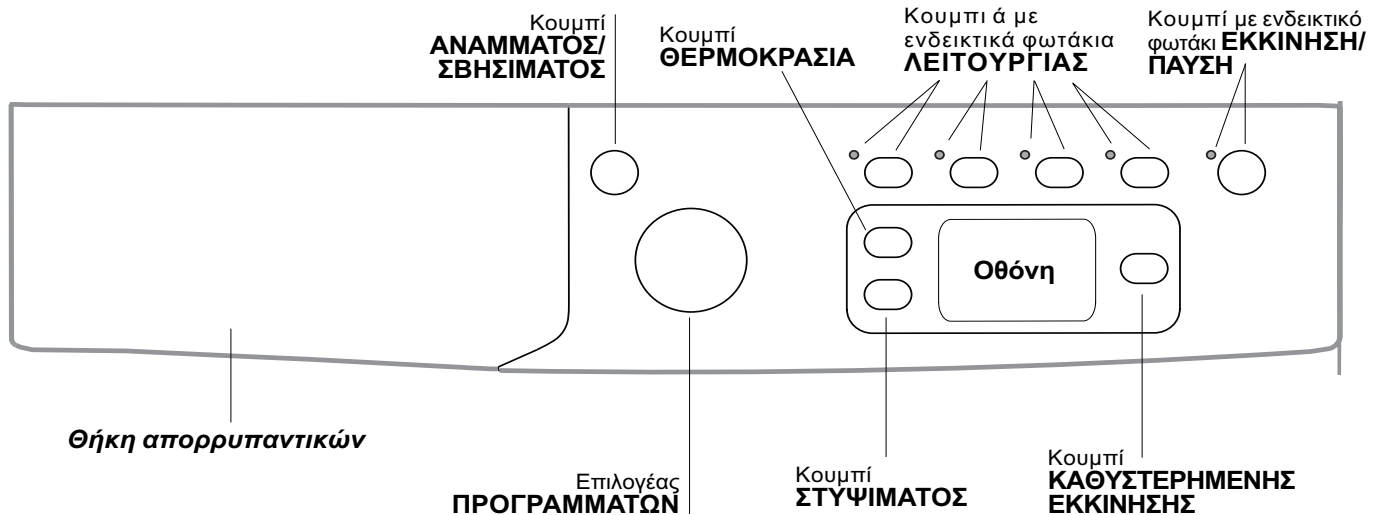 Κουμπί
ΑΝΑΜΜΑΤΟΣ/
ΣΒΗΣΙΜΑΤΟΣ
Κουμπί
ΘΕΡΜΟΚΡΑΣΙΑ
Κουμπι ά με
ενδεικτικά φωτάκια
ΛΕΙΤΟΥΡΓΙΑΣ
Κουμπί με ενδεικτικό
φωτάκι ΕΚΚΙΝΗΣΗ/
ΠΑΥΣΗ
Οθόνη
Θήκη απορρυπαντικών
Επιλογέας
ΠΡΟΓΡΑΜΜΑΤΩΝ
Κουμπί
ΣΤΥΨΙΜΑΤΟΣ
Κουμπί
ΚΑΘΥΣΤΕΡΗΜΕΝΗΣ
ΕΚΚΙΝΗΣΗΣ